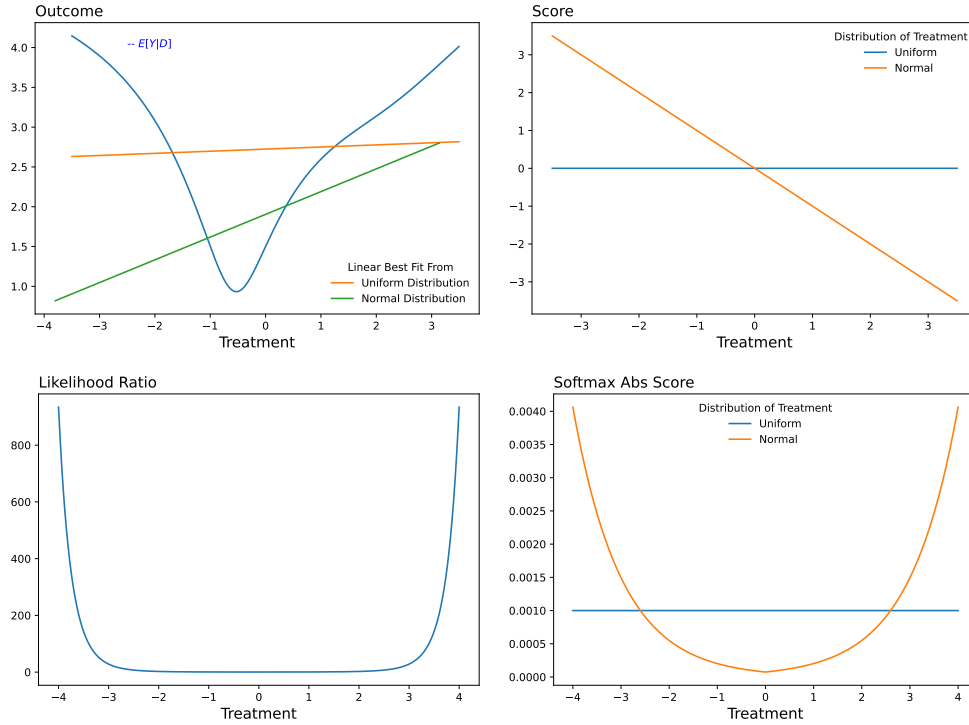 Outcome
-- E[Y|D]
4.0
3.5
3.0
2.5
2.0
1.5
1.0
Linear Best Fit From
Uniform Distribution
Normal Distribution
−4 −3 −2 −1 0 1 2 3
Treatment
Score
Distribution of Treatment
Uniform
Normal
3
2
1
0
−1
−2
−3
−3 −2 −1 0 1 2 3
Treatment
Likelihood Ratio
800
600
400
200
0
−4 −3 −2 −1 0 1 2 3 4
Treatment
Softmax Abs Score
Distribution of Treatment
Uniform
Normal
0.0040
0.0035
0.0030
0.0025
0.0020
0.0015
0.0010
0.0005
0.0000
−4 −3 −2 −1 0 1 2 3 4
Treatment